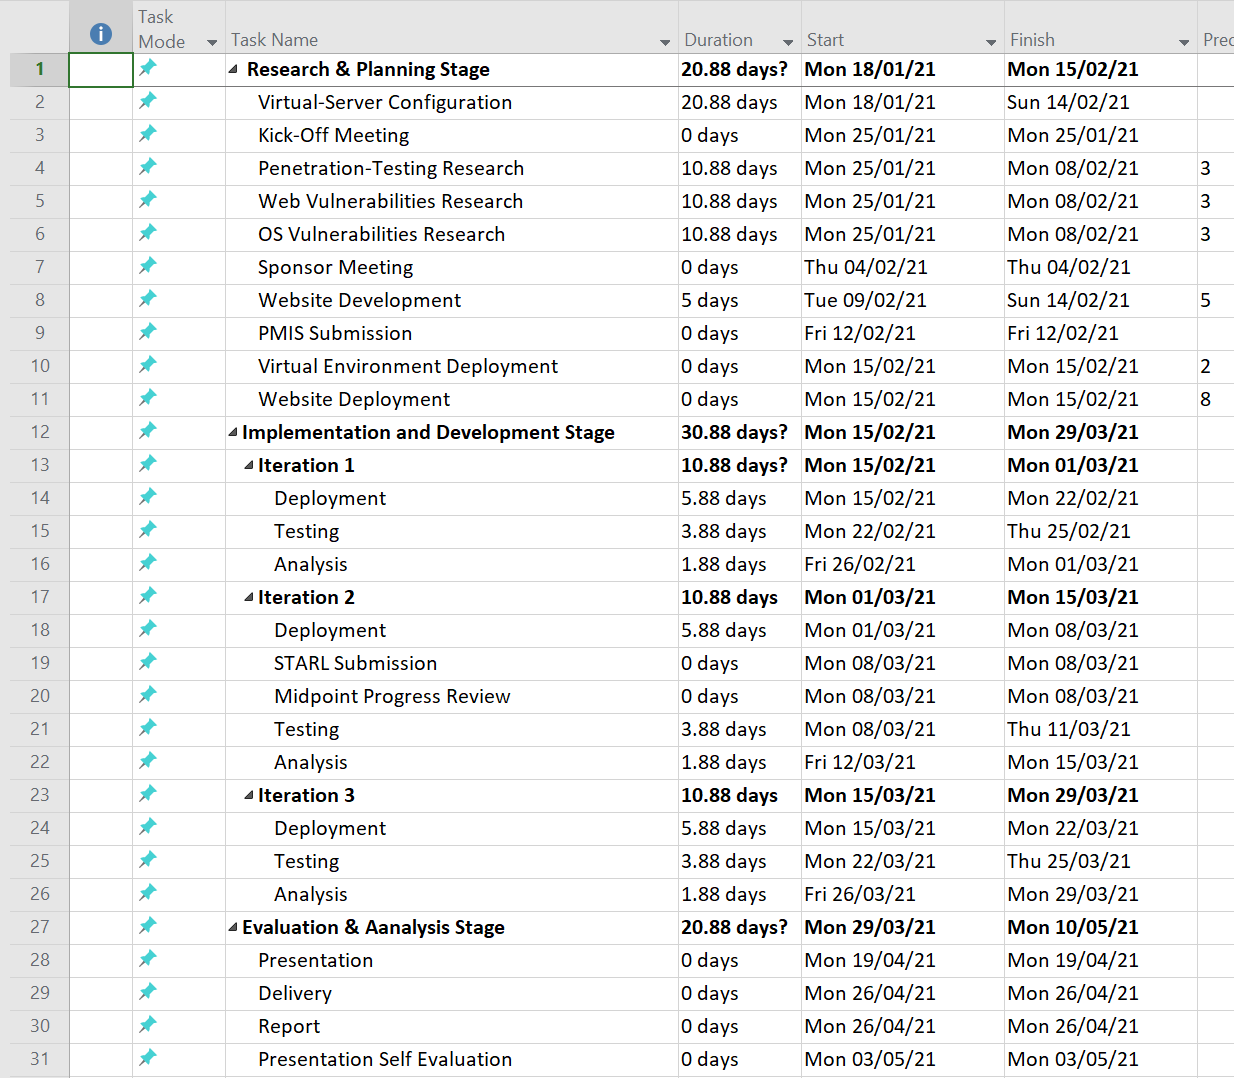 Task Mode Task Name Duration Start Finish Prec
1 Research & Planning Stage 20.88 days? Mon 18/01/21 Mon 15/02/21
2 Virtual-Server Configuration 20.88 days Mon 18/01/21 Sun 14/02/21
3 Kick-Off Meeting 0 days Mon 25/01/21 Mon 25/01/21
4 Penetration-Testing Research 10.88 days Mon 25/01/21 Mon 08/02/21 3
5 Web Vulnerabilities Research 10.88 days Mon 25/01/21 Mon 08/02/21 3
6 OS Vulnerabilities Research 10.88 days Mon 25/01/21 Mon 08/02/21 3
7 Sponsor Meeting 0 days Thu 04/02/21 Thu 04/02/21
8 Website Development 5 days Tue 09/02/21 Sun 14/02/21 5
9 PMIS Submission 0 days Fri 12/02/21 Fri 12/02/21
10 Virtual Environment Deployment 0 days Mon 15/02/21 Mon 15/02/21 2
11 Website Deployment 0 days Mon 15/02/21 Mon 15/02/21 8
12 Implementation and Development Stage 30.88 days? Mon 15/02/21 Mon 29/03/21
13 Iteration 1 10.88 days? Mon 15/02/21 Mon 01/03/21
14 Deployment 5.88 days Mon 15/02/21 Mon 22/02/21
15 Testing 3.88 days Mon 22/02/21 Thu 25/02/21
16 Analysis 1.88 days Fri 26/02/21 Mon 01/03/21
17 Iteration 2 10.88 days Mon 01/03/21 Mon 15/03/21
18 Deployment 5.88 days Mon 01/03/21 Mon 08/03/21
19 STARL Submission 0 days Mon 08/03/21 Mon 08/03/21
20 Midpoint Progress Review 0 days Mon 08/03/21 Mon 08/03/21
21 Testing 3.88 days Mon 08/03/21 Thu 11/03/21
22 Analysis 1.88 days Fri 12/03/21 Mon 15/03/21
23 Iteration 3 10.88 days Mon 15/03/21 Mon 29/03/21
24 Deployment 5.88 days Mon 15/03/21 Mon 22/03/21
25 Testing 3.88 days Mon 22/03/21 Thu 25/03/21
26 Analysis 1.88 days Fri 26/03/21 Mon 29/03/21
27 Evaluation & Aanalysis Stage 20.88 days? Mon 29/03/21 Mon 10/05/21
28 Presentation 0 days Mon 19/04/21 Mon 19/04/21
29 Delivery 0 days Mon 26/04/21 Mon 26/04/21
30 Report 0 days Mon 26/04/21 Mon 26/04/21
31 Presentation Self Evaluation 0 days Mon 03/05/21 Mon 03/05/21